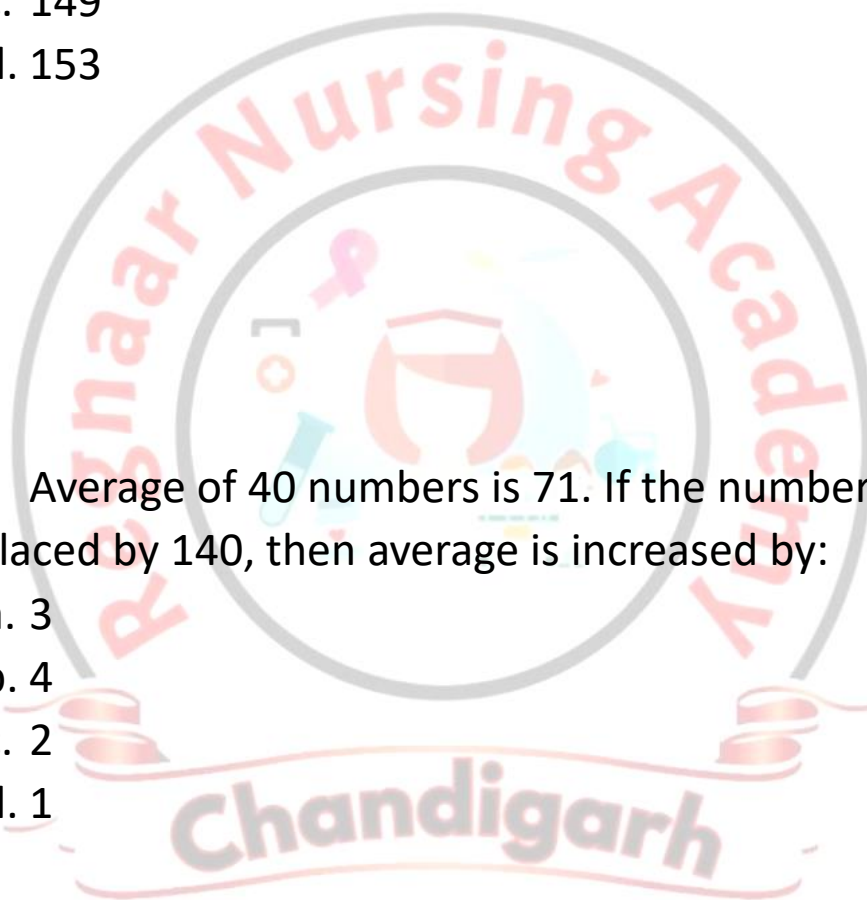 . 149
. 153
Average of 40 numbers is 71. If the number
laced by 140, then average is increased by:
. 3
. 4
. 2
. 1
Regnaar Nursing Academy
Chandigarh